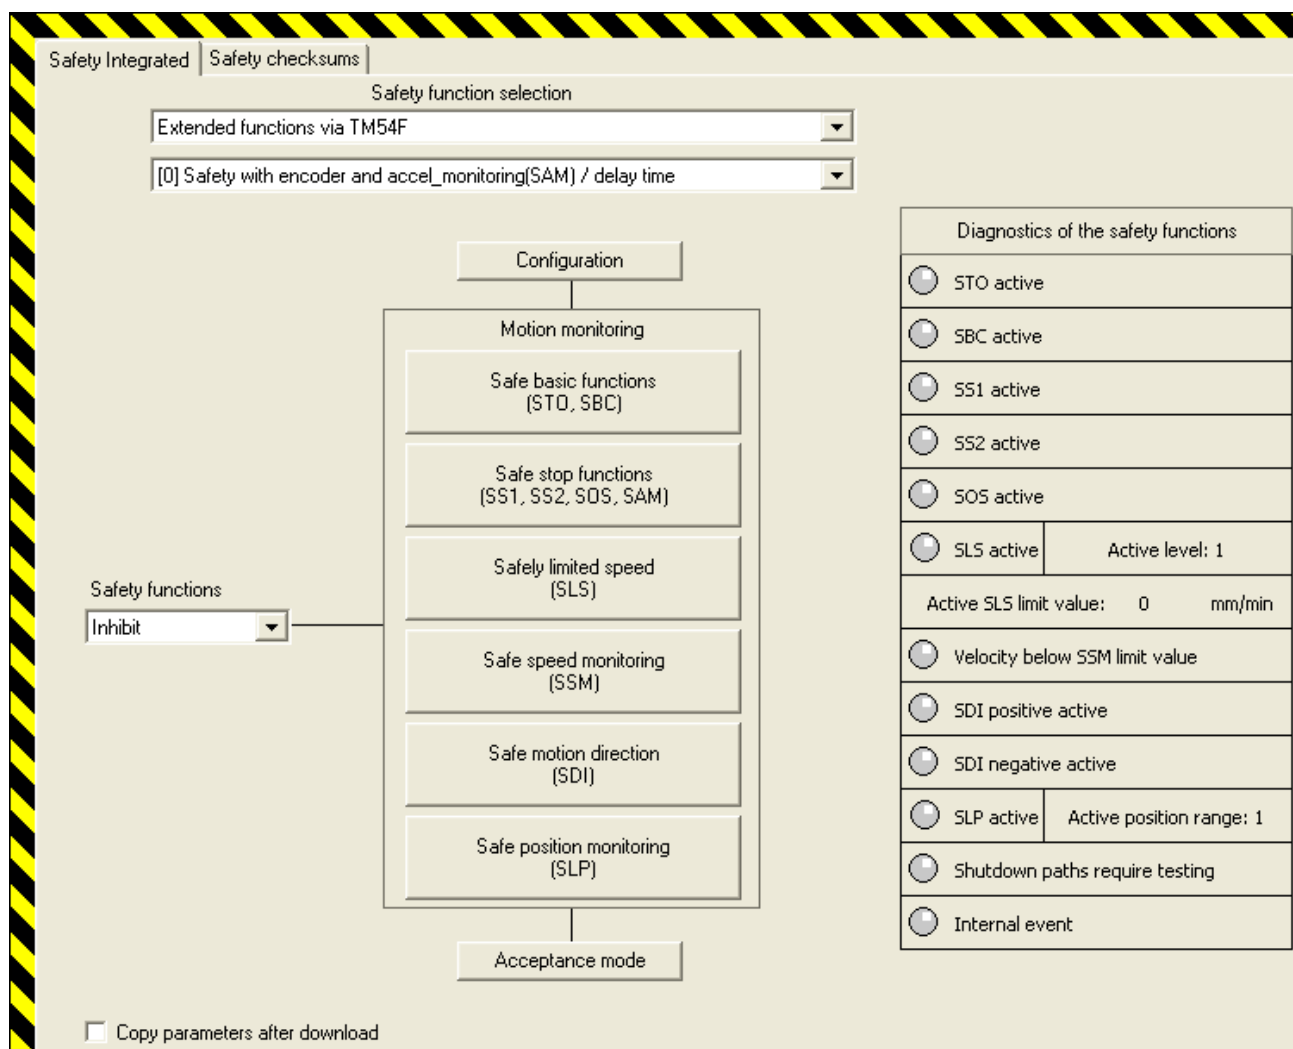 Safety Integrated
Safety checksums
Safety function selection
Extended functions via TM54F
[0] Safety with encoder and accel_monitoring(SAM) / delay time
Configuration
Motion monitoring
Safe basic functions
(STO, SBC)
Safe stop functions
(SS1, SS2, SOS, SAM)
Safely limited speed
(SLS)
Safe speed monitoring
(SSM)
Safe motion direction
(SDI)
Safe position monitoring
(SLP)
Acceptance mode
Safety functions
Inhibit
Copy parameters after download
Diagnostics of the safety functions
STO active
SBC active
SS1 active
SS2 active
SOS active
SLS active Active level: 1
Active SLS limit value: 0 mm/min
Velocity below SSM limit value
SDI positive active
SDI negative active
SLP active Active position range: 1
Shutdown paths require testing
Internal event